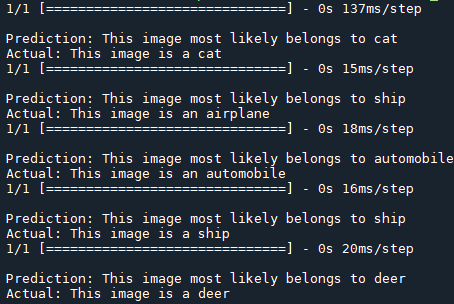 1/1 [==============================] - 0s 137ms/step
Prediction: This image most likely belongs to cat
Actual: This image is a cat
1/1 [==============================] - 0s 15ms/step
Prediction: This image most likely belongs to ship
Actual: This image is an airplane
1/1 [==============================] - 0s 18ms/step
Prediction: This image most likely belongs to automobile
Actual: This image is an automobile
1/1 [==============================] - 0s 16ms/step
Prediction: This image most likely belongs to ship
Actual: This image is a ship
1/1 [==============================] - 0s 20ms/step
Prediction: This image most likely belongs to deer
Actual: This image is a deer